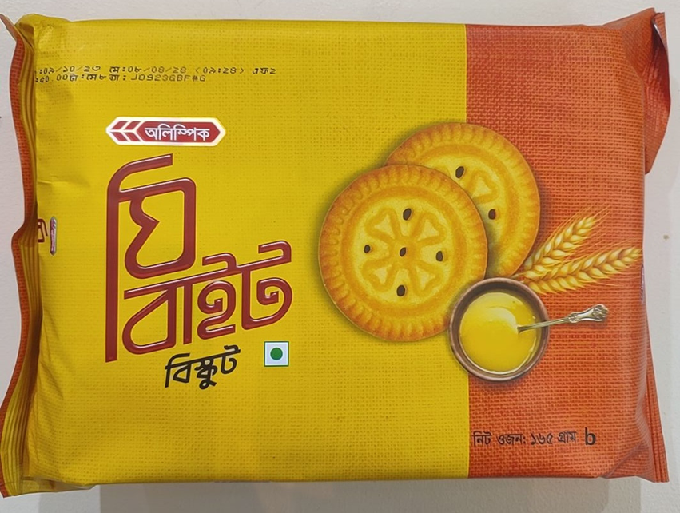 অলিম্পিক
ঘি
বাইট
বিস্কুট
নিট ওজন: ১৬৫ গ্রাম b